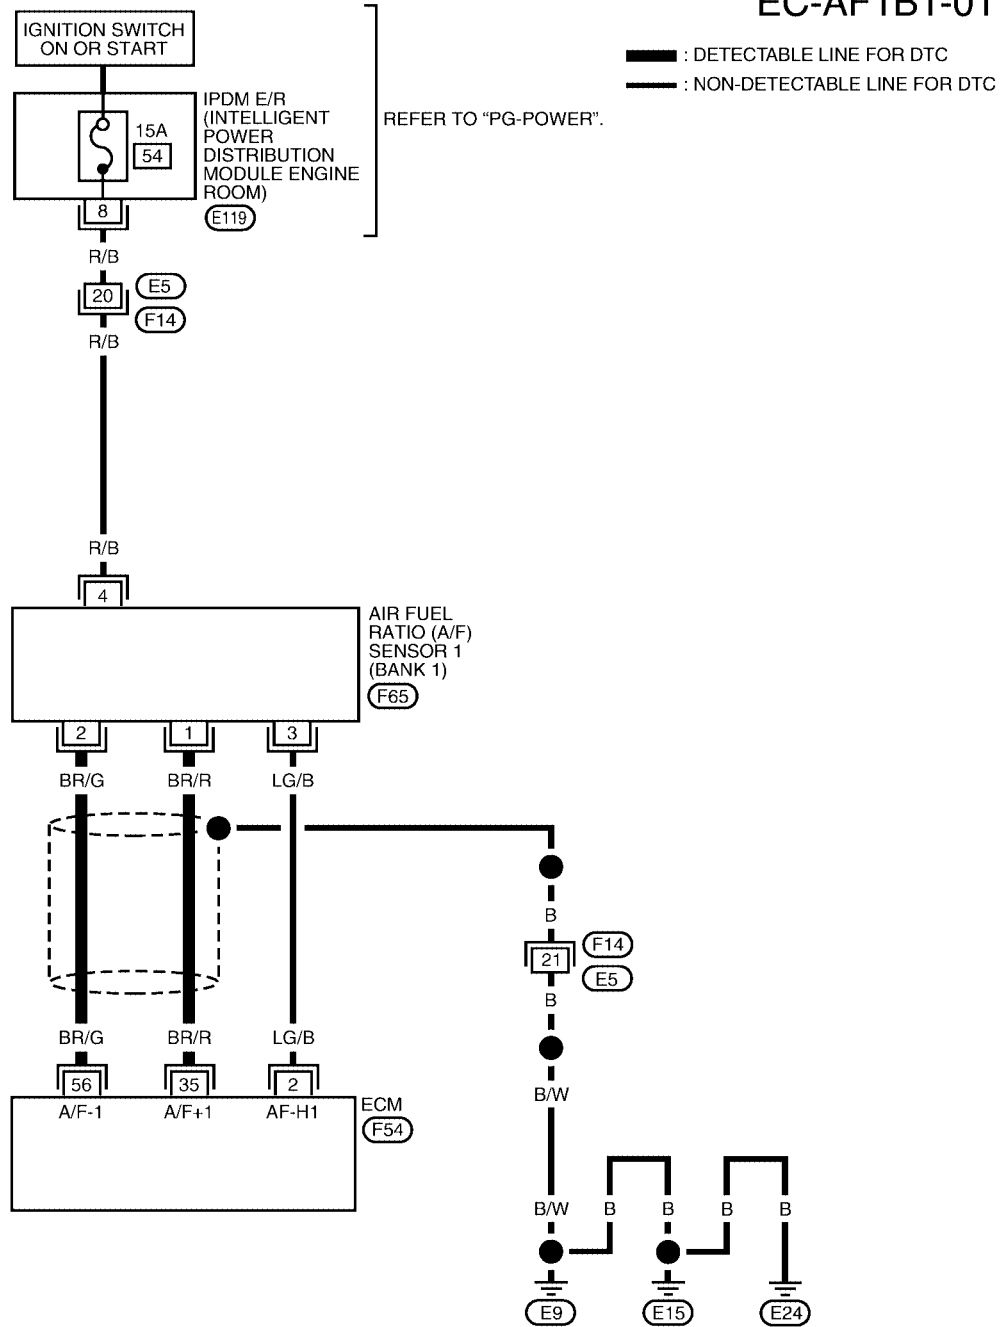 EC-AF1B1-01
IGNITION SWITCH
ON OR START
: DETECTABLE LINE FOR DTC
: NON-DETECTABLE LINE FOR DTC
IPDM E/R
(INTELLIGENT
POWER
DISTRIBUTION
MODULE ENGINE
ROOM)
E119
15A
54
REFER TO “PG-POWER”.
8
R/B
20
E5
F14
R/B
R/B
4
AIR FUEL
RATIO (A/F)
SENSOR 1
(BANK 1)
F65
2 1 3
BR/G BR/R LG/B
B
21
F14
E5
B
BR/G BR/R LG/B
56 35 2
A/F-1 A/F+1 AF-H1
ECM
F54
B/W
B/W B B B B
E9 E15 E24